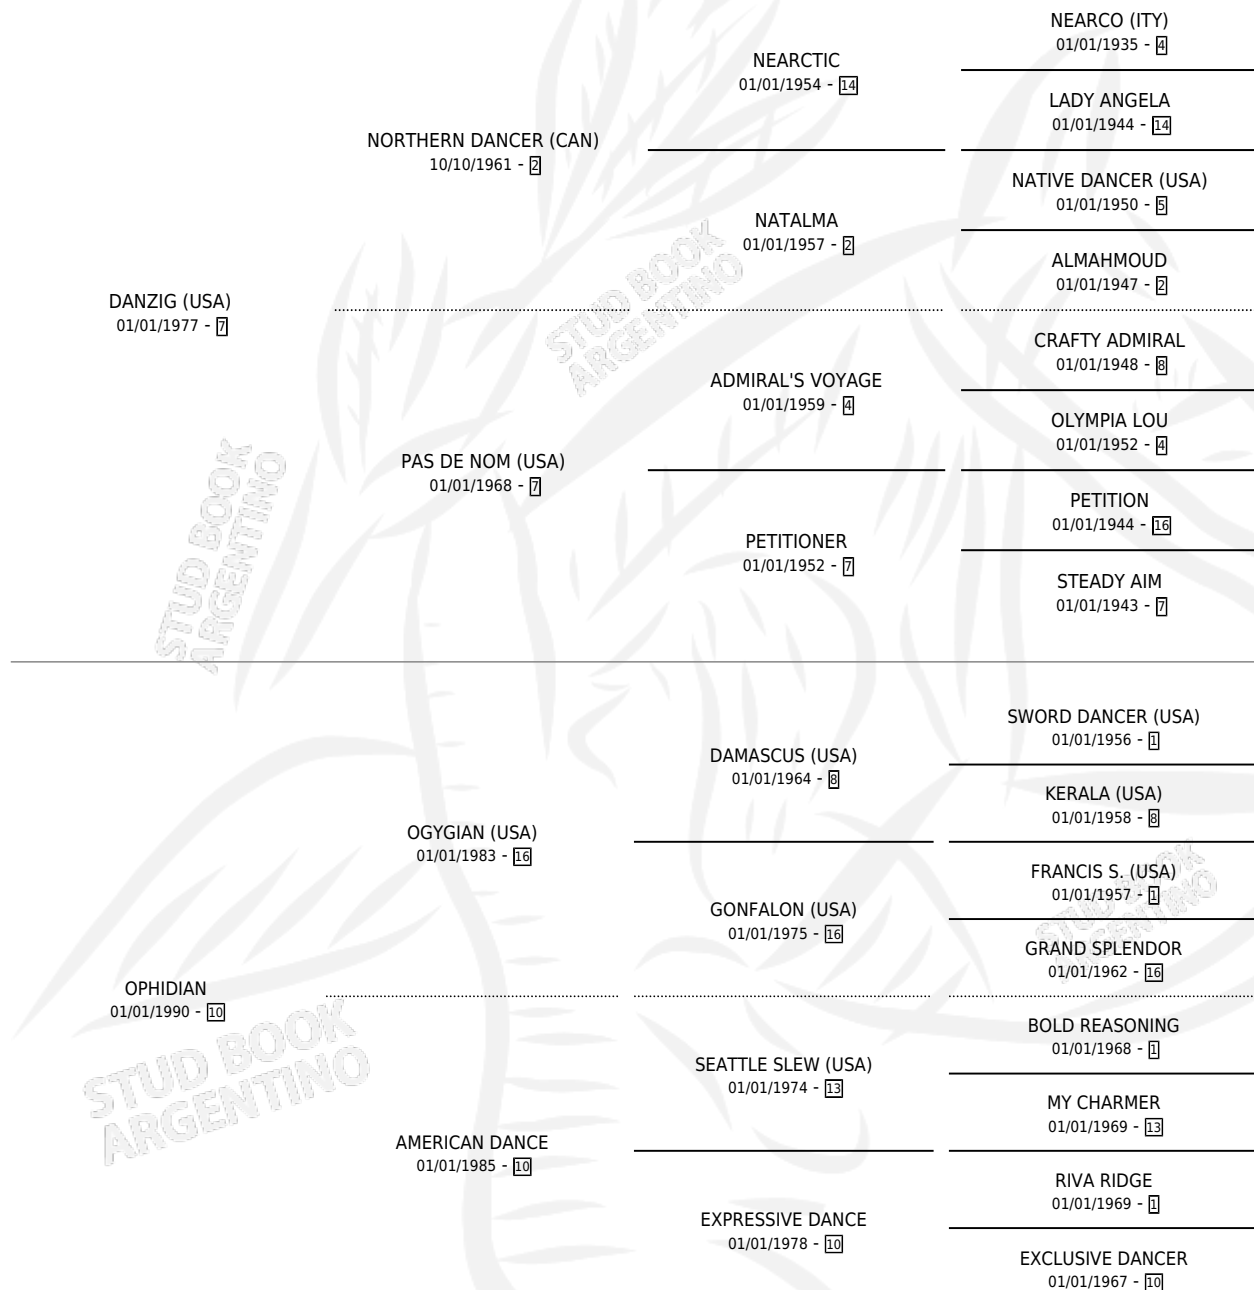 NEARCO (ITY)
01/01/1935 - 4
NEARCTIC
01/01/1954 - 14
LADY ANGELA
01/01/1944 - 14
NORTHERN DANCER (CAN)
10/10/1961 - 2
NATIVE DANCER (USA)
01/01/1950 - 5
NATALMA
01/01/1957 - 2
ALMAHMOUD
01/01/1947 - 2
DANZIG (USA)
01/01/1977 - 7
STUD BOOK
ARGENTINO
CRAFTY ADMIRAL
01/01/1948 - 8
ADMIRAL'S VOYAGE
01/01/1959 - 4
OLYMPIA LOU
01/01/1952 - 4
PAS DE NOM (USA)
01/01/1968 - 7
PETITION
01/01/1944 - 16
PETITIONER
01/01/1952 - 7
STEADY AIM
01/01/1943 - 7
STUD BOOK
ARGENTINO
SWORD DANCER (USA)
01/01/1956 - 1
DAMASCUS (USA)
01/01/1964 - 8
KERALA (USA)
01/01/1958 - 8
OGYGIAN (USA)
01/01/1983 - 16
FRANCIS S. (USA)
01/01/1957 - 1
GONFALON (USA)
01/01/1975 - 16
STUD BOOK
ARGENTINO
GRAND SPLENDOR
01/01/1962 - 16
OPHIDIAN
01/01/1990 - 10
BOLD REASONING
01/01/1968 - 1
SEATTLE SLEW (USA)
01/01/1974 - 13
STUD BOOK
ARGENTINO
MY CHARMER
01/01/1969 - 13
AMERICAN DANCE
01/01/1985 - 10
RIVA RIDGE
01/01/1969 - 1
EXPRESSIVE DANCE
01/01/1978 - 10
EXCLUSIVE DANCER
01/01/1967 - 10